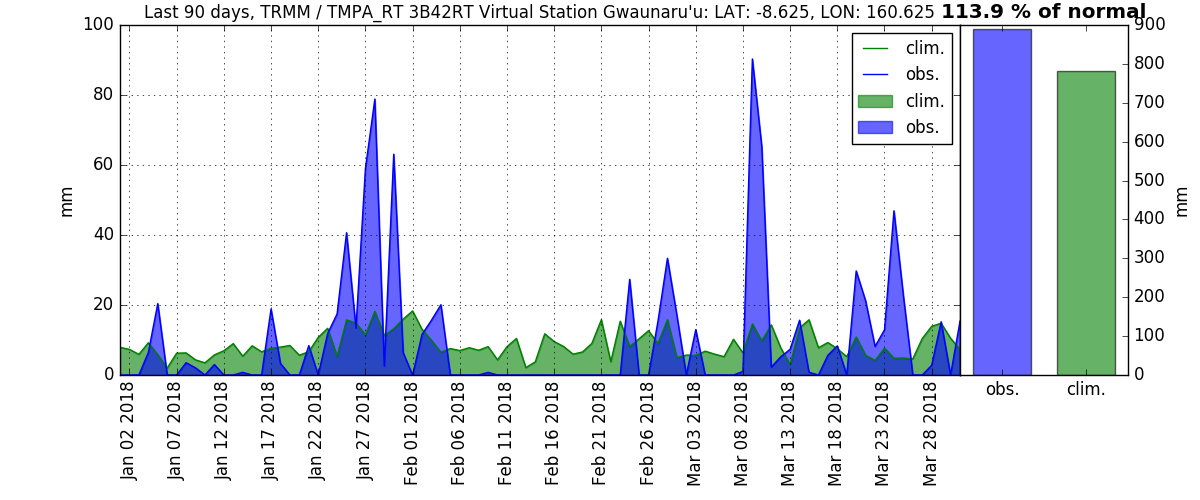 Last 90 days, TRMM / TMPA_RT 3B42RT Virtual Station Gwaunaru'u: LAT: -8.625, LON: 160.625 113.9 % of normal
100
80
60
40
20
0
mm
clim.
obs.
clim.
obs.
900
800
700
600
500
400
300
200
100
0
mm
Jan 02 2018
Jan 07 2018
Jan 12 2018
Jan 17 2018
Jan 22 2018
Jan 27 2018
Feb 01 2018
Feb 06 2018
Feb 11 2018
Feb 16 2018
Feb 21 2018
Feb 26 2018
Mar 03 2018
Mar 08 2018
Mar 13 2018
Mar 18 2018
Mar 23 2018
Mar 28 2018
obs.
clim.